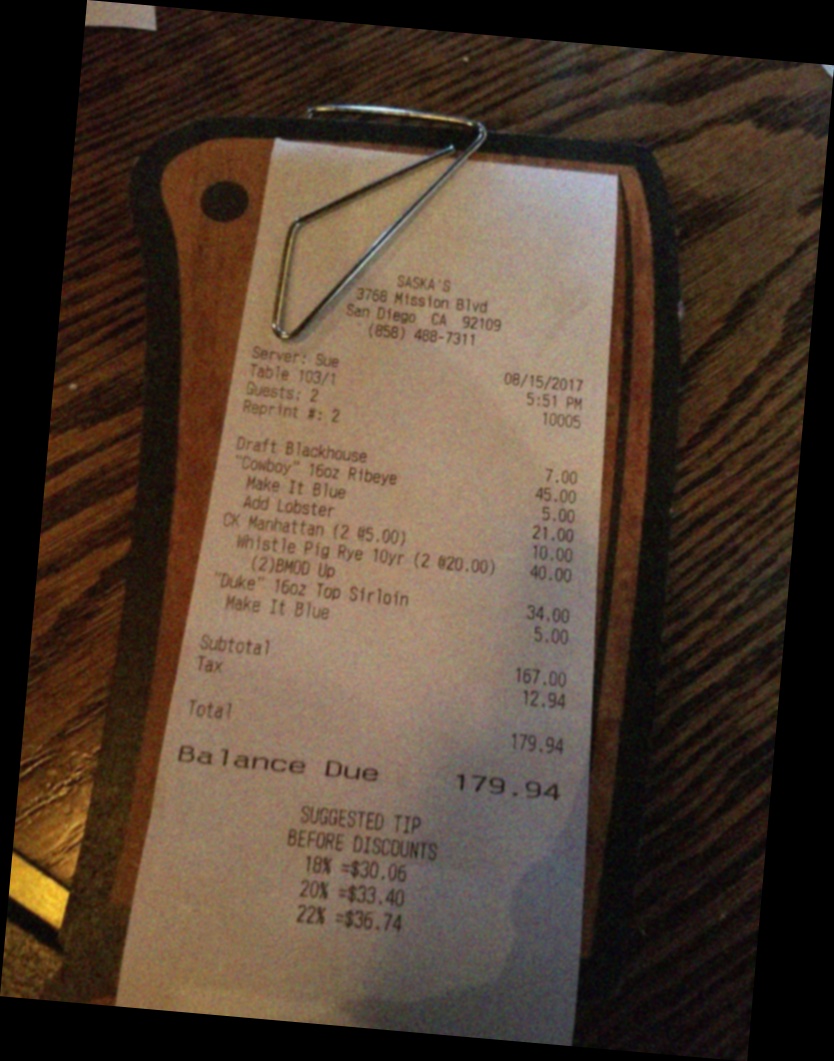 SASKA'S
3768 Mission Blvd
San Diego CA 92109
(858) 488-7311
Server: Sue 08/15/2017
Table 103/1 5:51 PM
Guests: 2 10005
Reprint #: 2
Draft Blackhouse 7.00
"Cowboy" 16oz Ribeye 45.00
Make It Blue 5.00
Add Lobster 21.00
CK Manhattan (2 @5.00) 10.00
Whistle Pig Rye 10yr (2 @20.00) 40.00
(2)BMOD Up
"Duke" 16oz Top Sirloin 34.00
Make It Blue 5.00
Subtotal 167.00
Tax 12.94
Total 179.94
Balance Due 179.94
SUGGESTED TIP
BEFORE DISCOUNTS
18% =$30.06
20% =$33.40
22% =$36.74